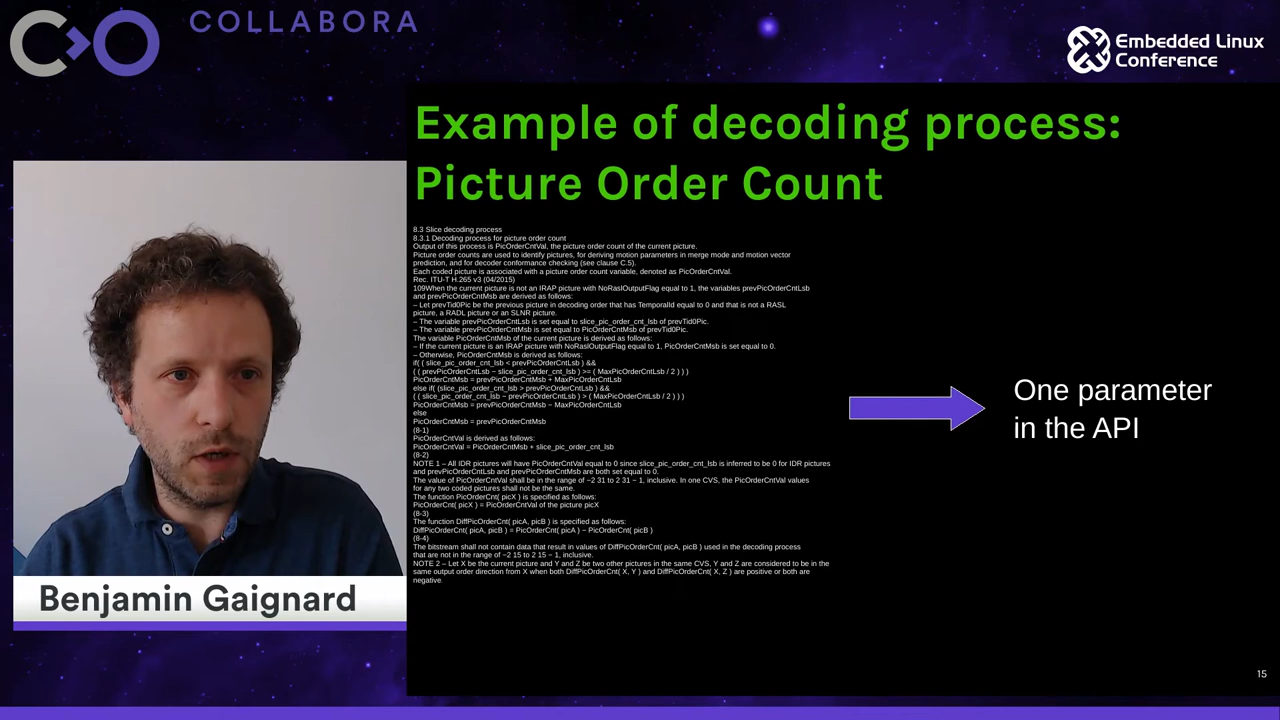 COLLABORA
Embedded Linux
Conference
Example of decoding process:
Picture Order Count
8.3 Slice decoding process
8.3.1 Decoding process for picture order count
Output of this process is PicOrderCntVal, the picture order count of the current picture.
Picture order counts are used to identify pictures, for deriving motion parameters in merge mode and motion vector
prediction, and for decoder conformance checking (see clause C.5).
Each coded picture is associated with a picture order count variable, denoted as PicOrderCntVal.
Rec. ITU-T H.265 v3 (04/2015)
109When the current picture is not an IRAP picture with NoRaslOutputFlag equal to 1, the variables prevPicOrderCntLsb
and prevPicOrderCntMsb are derived as follows:
– Let prevTid0Pic be the previous picture in decoding order that has TemporalId equal to 0 and that is not a RASL
picture, a RADL picture or an SLNR picture.
– The variable prevPicOrderCntLsb is set equal to slice_pic_order_cnt_lsb of prevTid0Pic.
– The variable prevPicOrderCntMsb is set equal to PicOrderCntMsb of prevTid0Pic.
The variable PicOrderCntMsb of the current picture is derived as follows:
– If the current picture is an IRAP picture with NoRaslOutputFlag equal to 1, PicOrderCntMsb is set equal to 0.
– Otherwise, PicOrderCntMsb is derived as follows:
if( ( slice_pic_order_cnt_lsb < prevPicOrderCntLsb ) &&
( ( prevPicOrderCntLsb − slice_pic_order_cnt_lsb ) >= ( MaxPicOrderCntLsb / 2 ) ) )
PicOrderCntMsb = prevPicOrderCntMsb + MaxPicOrderCntLsb
else if( (slice_pic_order_cnt_lsb > prevPicOrderCntLsb ) &&
( ( slice_pic_order_cnt_lsb − prevPicOrderCntLsb ) > ( MaxPicOrderCntLsb / 2 ) ) )
PicOrderCntMsb = prevPicOrderCntMsb − MaxPicOrderCntLsb
else
PicOrderCntMsb = prevPicOrderCntMsb
(8-1)
PicOrderCntVal is derived as follows:
PicOrderCntVal = PicOrderCntMsb + slice_pic_order_cnt_lsb
(8-2)
NOTE 1 – All IDR pictures will have PicOrderCntVal equal to 0 since slice_pic_order_cnt_lsb is inferred to be 0 for IDR pictures
and prevPicOrderCntLsb and prevPicOrderCntMsb are both set equal to 0.
The value of PicOrderCntVal shall be in the range of −2 31 to 2 31 − 1, inclusive. In one CVS, the PicOrderCntVal values
for any two coded pictures shall not be the same.
The function PicOrderCnt( picX ) is specified as follows:
PicOrderCnt( picX ) = PicOrderCntVal of the picture picX
(8-3)
The function DiffPicOrderCnt( picA, picB ) is specified as follows:
DiffPicOrderCnt( picA, picB ) = PicOrderCnt( picA ) − PicOrderCnt( picB )
(8-4)
The bitstream shall not contain data that result in values of DiffPicOrderCnt( picA, picB ) used in the decoding process
that are not in the range of −2 15 to 2 15 − 1, inclusive.
NOTE 2 – Let X be the current picture and Y and Z be two other pictures in the same CVS, Y and Z are considered to be in the
same output order direction from X when both DiffPicOrderCnt( X, Y ) and DiffPicOrderCnt( X, Z ) are positive or both are
negative.
One parameter
in the API
Benjamin Gaignard
15